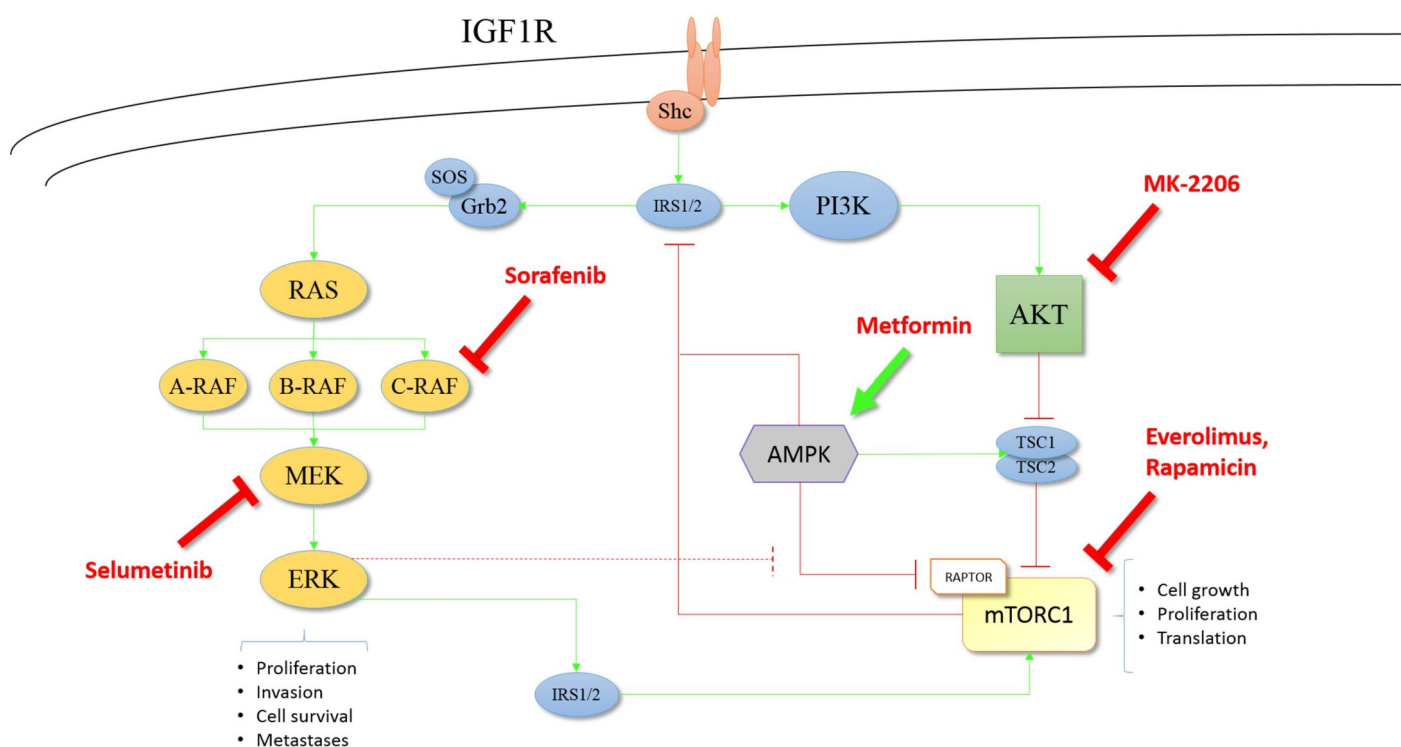 IGF1R
Shc
SOS
Grb2
IRS1/2
PI3K
MK-2206
RAS
Sorafenib
AKT
Metformin
A-RAF
B-RAF
C-RAF
AMPK
TSC1
TSC2
Everolimus,
Rapamicin
MEK
Selumetinib
ERK
RAPTOR
mTORC1
• Cell growth
• Proliferation
• Translation
• Proliferation
• Invasion
• Cell survival
• Metastases
IRS1/2